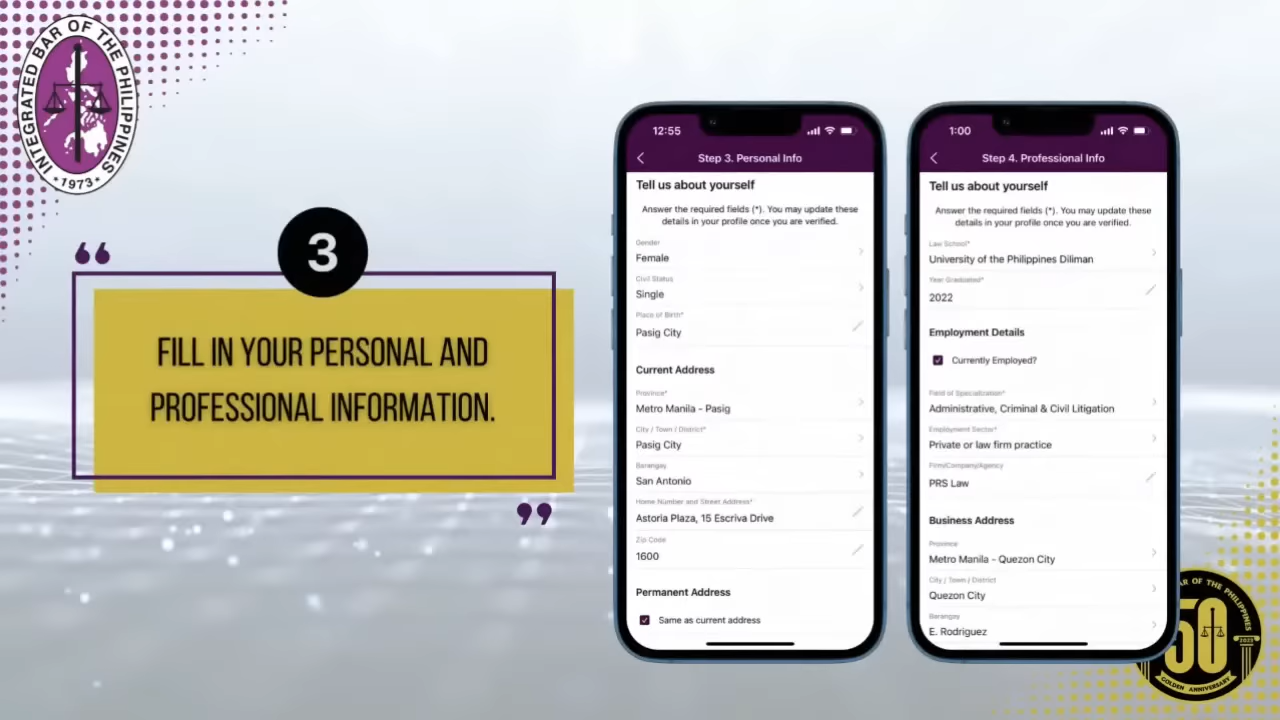 INTEGRATED BAR OF THE PHILIPPINES
• 1973 •
“
3
FILL IN YOUR PERSONAL AND
PROFESSIONAL INFORMATION.
”
12:55
Step 3. Personal Info
Tell us about yourself
Answer the required fields (*). You may update these
details in your profile once you are verified.
Gender
Female
Civil Status
Single
Place of Birth*
Pasig City
Current Address
Province*
Metro Manila - Pasig
City / Town / District*
Pasig City
Barangay
San Antonio
Home Number and Street Address*
Astoria Plaza, 15 Escriva Drive
Zip Code
1600
Permanent Address
Same as current address
1:00
Step 4. Professional Info
Tell us about yourself
Answer the required fields (*). You may update these
details in your profile once you are verified.
Law School*
University of the Philippines Diliman
Year Graduated*
2022
Employment Details
Currently Employed?
Field of Specialization*
Administrative, Criminal & Civil Litigation
Employment Sector*
Private or law firm practice
Firm/Company/Agency
PRS Law
Business Address
Province
Metro Manila - Quezon City
City / Town / District
Quezon City
Barangay
E. Rodriguez
AR OF THE PHILIPPINES
50
2023
GOLDEN ANNIVERSARY